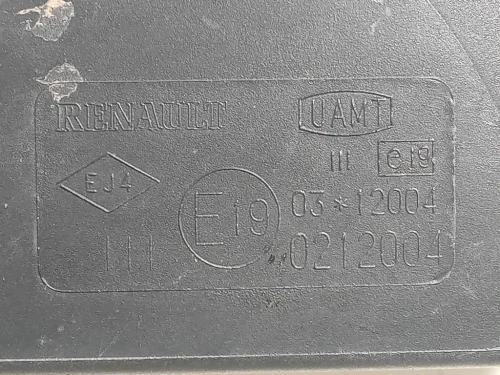 RENAULT UAMT
III e19
EJ4 E19 03*12004
III 0212004